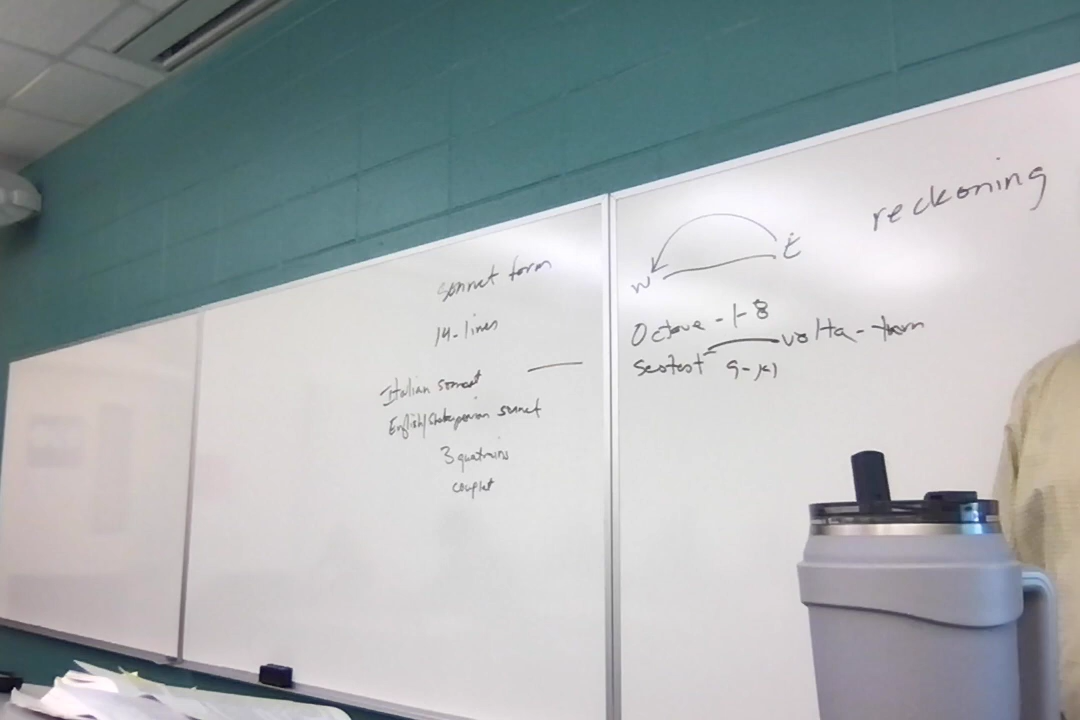 sonnet form
14-lines
Italian sonnet
English/Shakespearian sonnet
3 quatrains
couplet
reckoning
W E
Octave - 1-8
sestest volta - turn
9-14